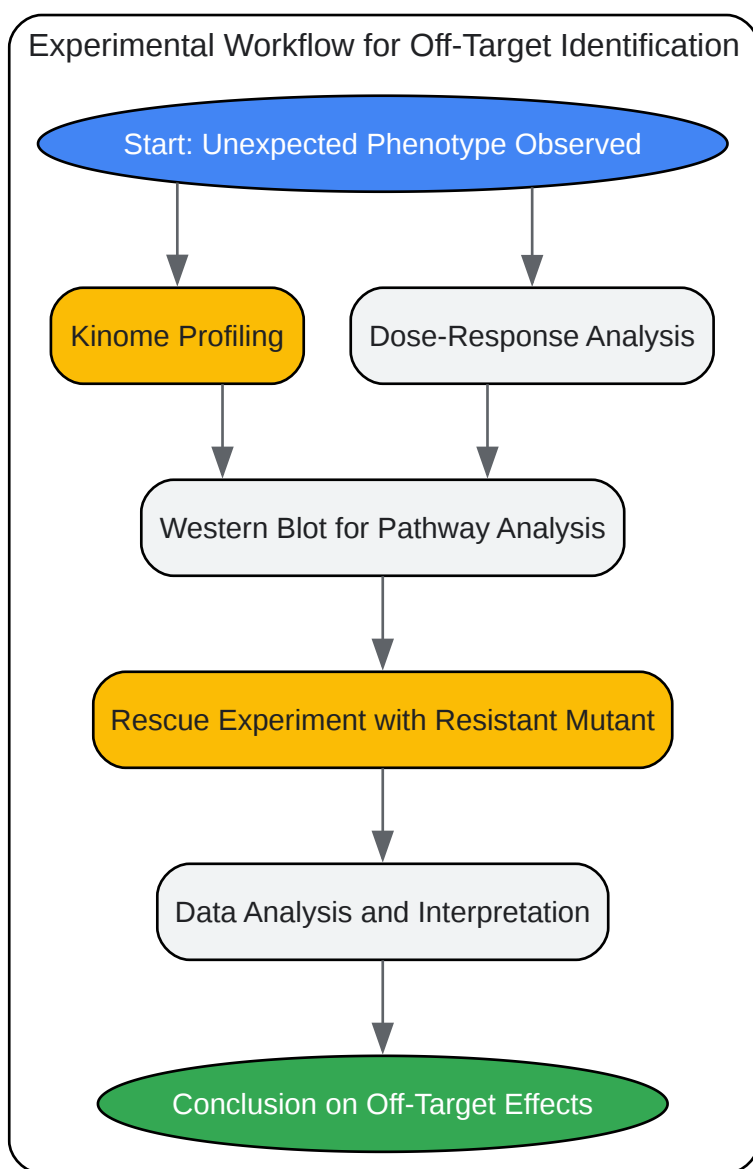 Experimental Workflow for Off-Target Identification
Start: Unexpected Phenotype Observed
Kinome Profiling
Dose-Response Analysis
Western Blot for Pathway Analysis
Rescue Experiment with Resistant Mutant
Data Analysis and Interpretation
Conclusion on Off-Target Effects